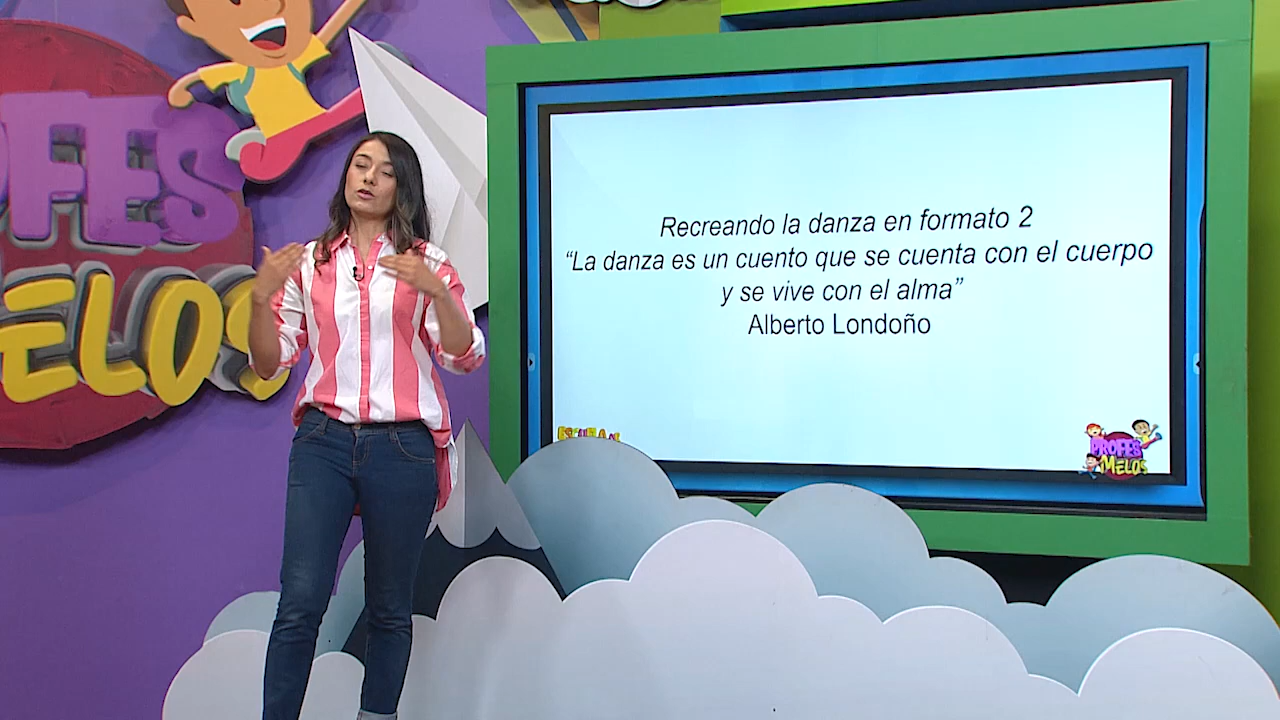 PROFES
MELOS
Recreando la danza en formato 2
“La danza es un cuento que se cuenta con el cuerpo
y se vive con el alma”
Alberto Londoño
PROFES
MELOS